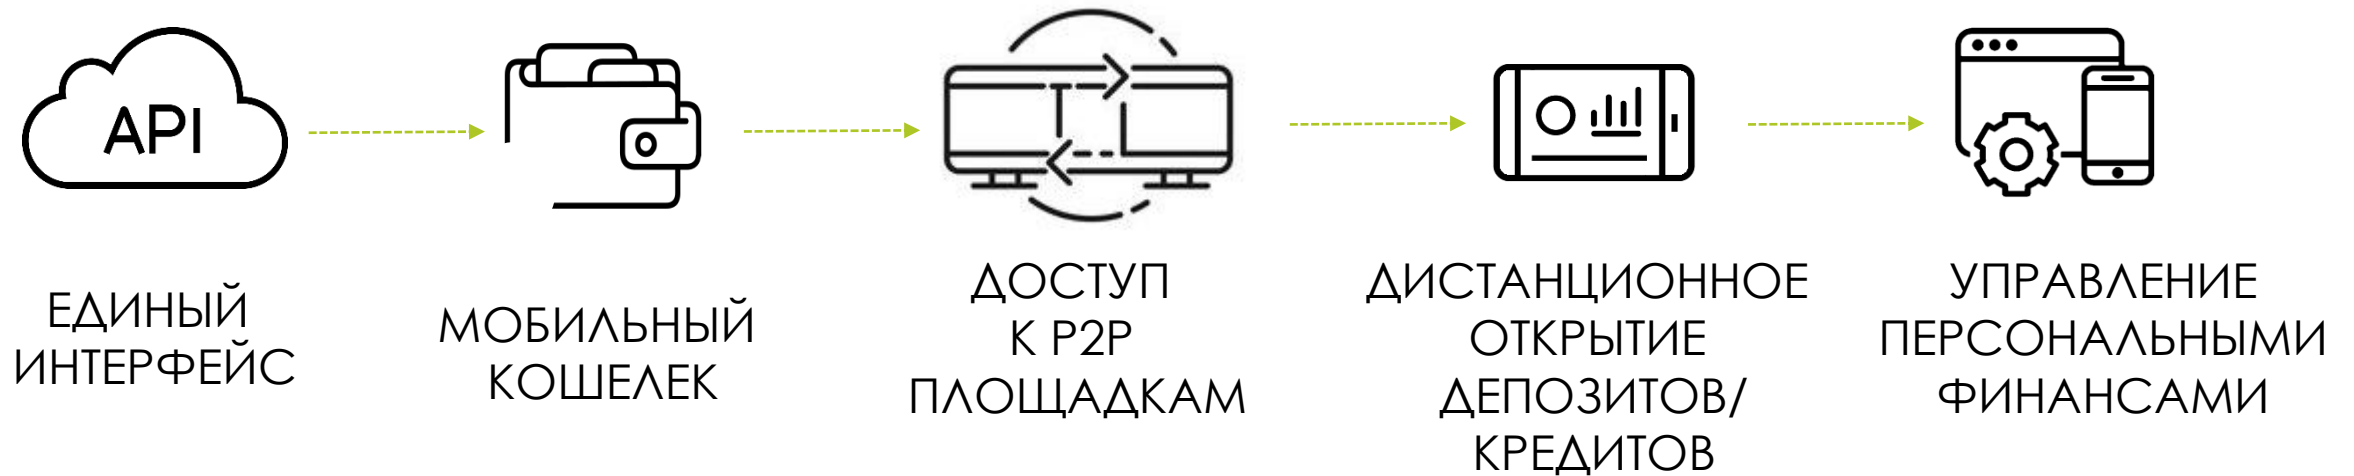 API
ЕДИНЫЙ
ИНТЕРФЕЙС
МОБИЛЬНЫЙ
КОШЕЛЕК
ДОСТУП
К P2P
ПЛОЩАДКАМ
ДИСТАНЦИОННОЕ
ОТКРЫТИЕ
ДЕПОЗИТОВ/
КРЕДИТОВ
УПРАВЛЕНИЕ
ПЕРСОНАЛЬНЫМИ
ФИНАНСАМИ